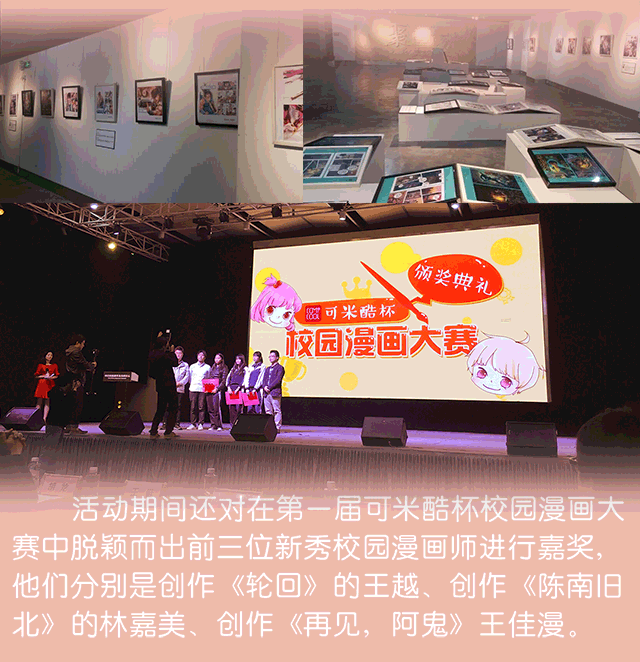 颁奖典礼
可米酷杯
校园漫画大赛
活动期间还对在第一届可米酷杯校园漫画大
赛中脱颖而出前三位新秀校园漫画师进行嘉奖，
他们分别是创作《轮回》的王越、创作《陈南旧
北》的林嘉美、创作《再见，阿鬼》王佳漫。